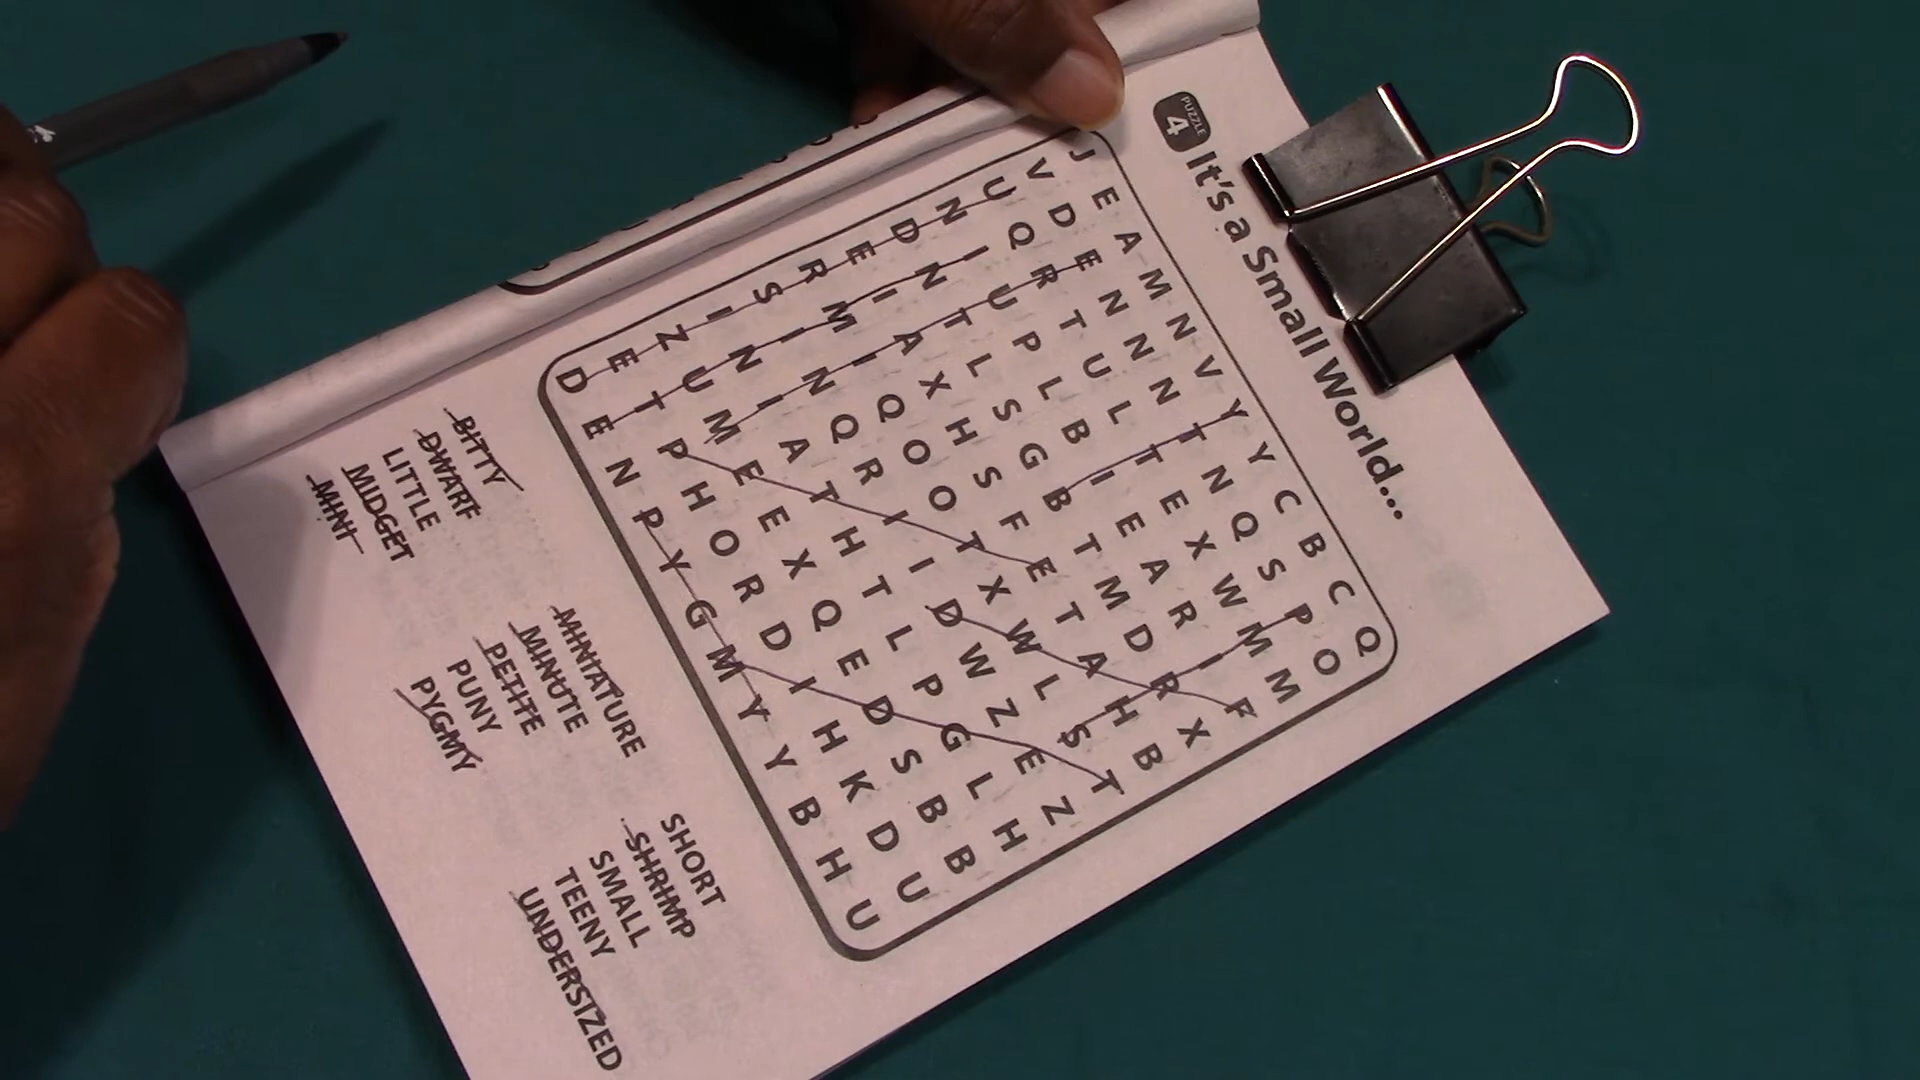 PUZZLE
4
It's a Small World...
J E A M N V Y Y C B C Q
V D E N N N T N Q S P O
U Q R T U L T E X W M M
N I U P L B I E A R I F
D N T L S G B T M D R X
E I A X H S F E T A H B
R M I Q O O T X W L S T
S I N Q R I I D W Z E Z
I N I A T H T L P G L H
Z U M E E X Q E D S B B
E T P H O R D I H K D U
D E N P Y G M Y Y B H U
BITTY MINIATURE SHORT
DWARF MINUTE SHRIMP
LITTLE PETITE SMALL
MIDGET PUNY TEENY
MINI PYGMY UNDERSIZED